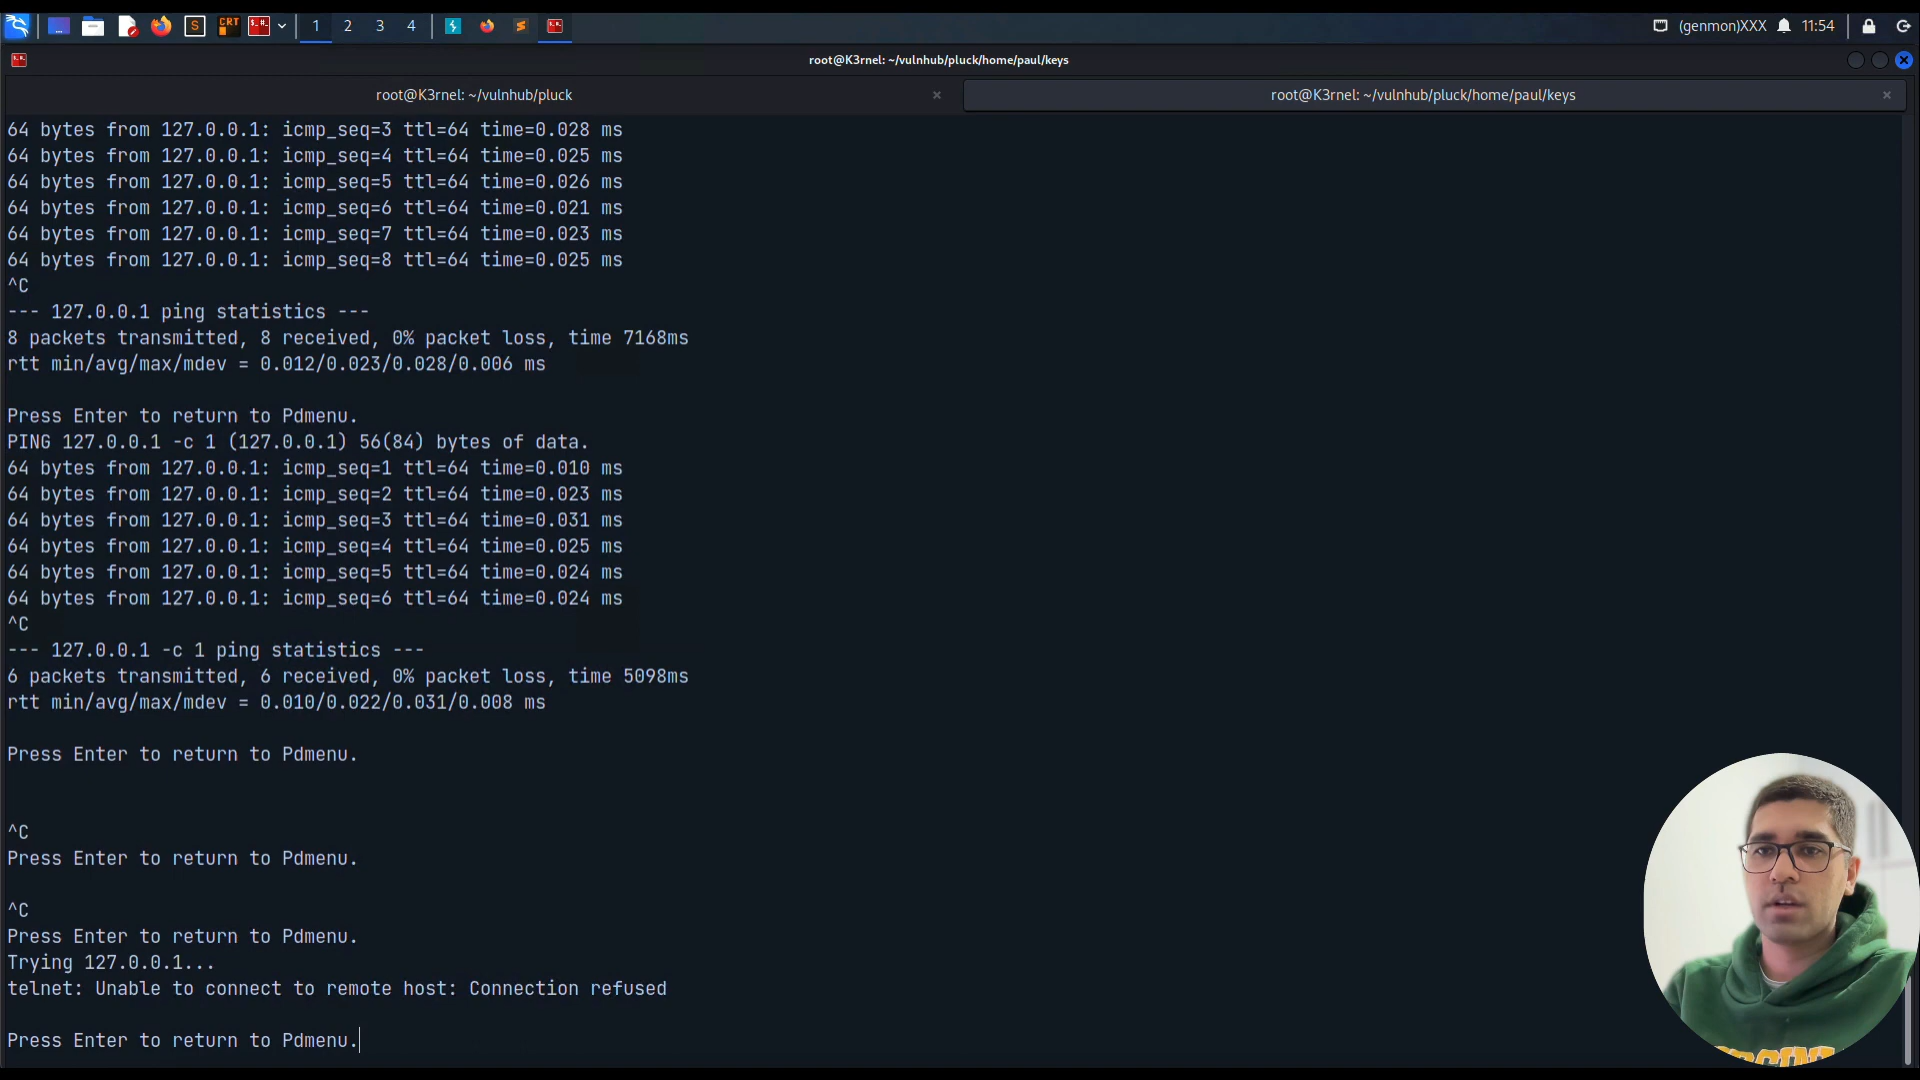 1 2 3 4
CRT
S
(genmon)XXX 11:54
root@K3rnel: ~/vulnhub/pluck/home/paul/keys
root@K3rnel: ~/vulnhub/pluck
root@K3rnel: ~/vulnhub/pluck/home/paul/keys
64 bytes from 127.0.0.1: icmp_seq=3 ttl=64 time=0.028 ms
64 bytes from 127.0.0.1: icmp_seq=4 ttl=64 time=0.025 ms
64 bytes from 127.0.0.1: icmp_seq=5 ttl=64 time=0.026 ms
64 bytes from 127.0.0.1: icmp_seq=6 ttl=64 time=0.021 ms
64 bytes from 127.0.0.1: icmp_seq=7 ttl=64 time=0.023 ms
64 bytes from 127.0.0.1: icmp_seq=8 ttl=64 time=0.025 ms
^C
--- 127.0.0.1 ping statistics ---
8 packets transmitted, 8 received, 0% packet loss, time 7168ms
rtt min/avg/max/mdev = 0.012/0.023/0.028/0.006 ms
Press Enter to return to Pdmenu.
PING 127.0.0.1 -c 1 (127.0.0.1) 56(84) bytes of data.
64 bytes from 127.0.0.1: icmp_seq=1 ttl=64 time=0.010 ms
64 bytes from 127.0.0.1: icmp_seq=2 ttl=64 time=0.023 ms
64 bytes from 127.0.0.1: icmp_seq=3 ttl=64 time=0.031 ms
64 bytes from 127.0.0.1: icmp_seq=4 ttl=64 time=0.025 ms
64 bytes from 127.0.0.1: icmp_seq=5 ttl=64 time=0.024 ms
64 bytes from 127.0.0.1: icmp_seq=6 ttl=64 time=0.024 ms
^C
--- 127.0.0.1 -c 1 ping statistics ---
6 packets transmitted, 6 received, 0% packet loss, time 5098ms
rtt min/avg/max/mdev = 0.010/0.022/0.031/0.008 ms
Press Enter to return to Pdmenu.
^C
Press Enter to return to Pdmenu.
^C
Press Enter to return to Pdmenu.
Trying 127.0.0.1...
telnet: Unable to connect to remote host: Connection refused
Press Enter to return to Pdmenu.